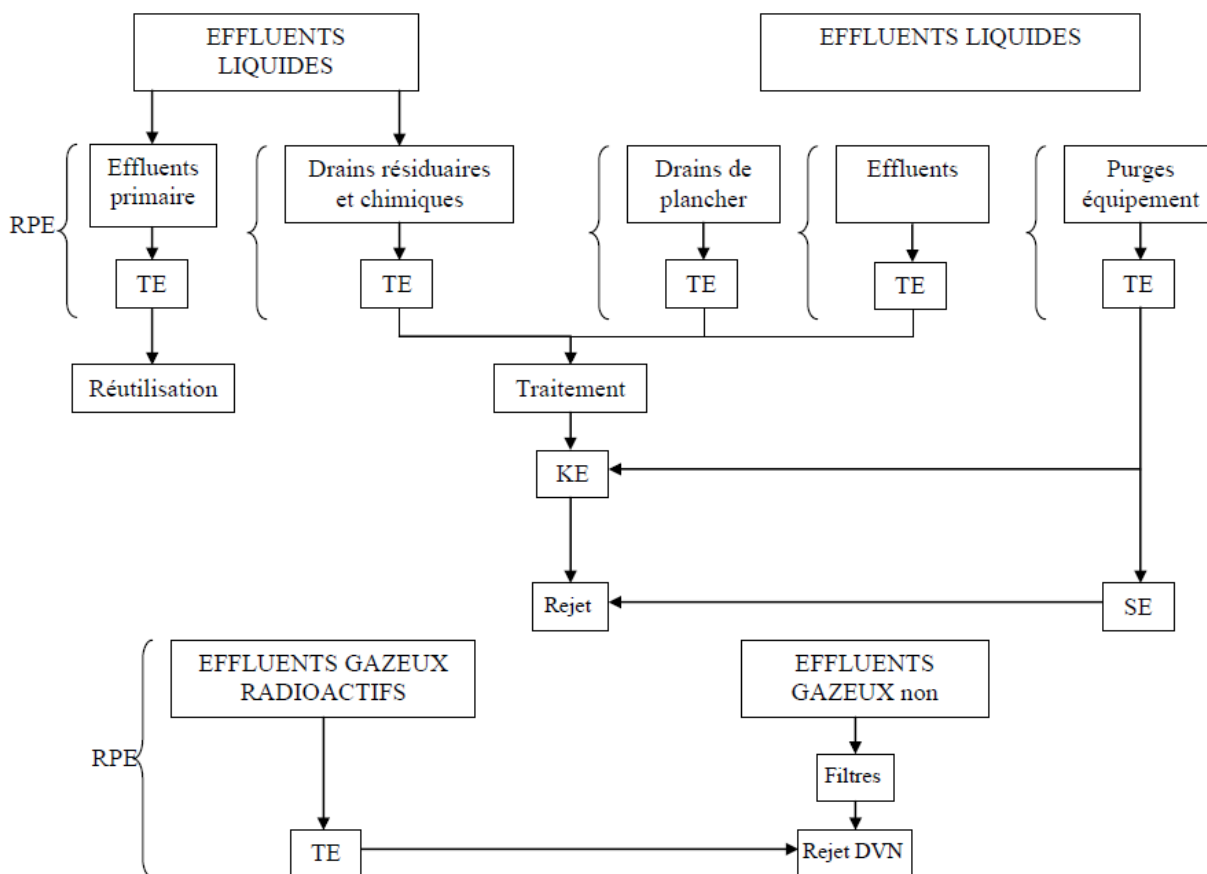 EFFLUENTS
LIQUIDES
EFFLUENTS LIQUIDES
RPE
Effluents
primaire
Drains résiduaires
et chimiques
Drains de
plancher
Effluents
Purges
équipement
TE
TE
TE
TE
TE
Réutilisation
Traitement
KE
Rejet
SE
RPE
EFFLUENTS GAZEUX
RADIOACTIFS
EFFLUENTS
GAZEUX non
Filtres
TE
Rejet DVN